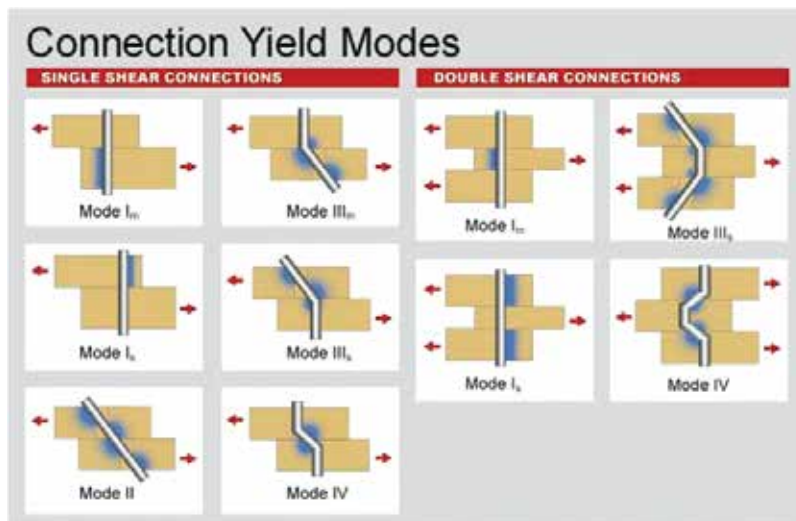 Connection Yield Modes
SINGLE SHEAR CONNECTIONS
DOUBLE SHEAR CONNECTIONS
Mode Iₘ
Mode IIIₘ
Mode Iₘ
Mode IIIₛ
Mode Iₛ
Mode IIIₛ
Mode Iₛ
Mode IV
Mode II
Mode IV